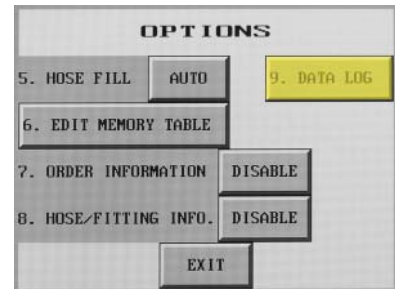 OPTIONS
5. HOSE FILL AUTO 9. DATA LOG
6. EDIT MEMORY TABLE
7. ORDER INFORMATION DISABLE
8. HOSE/FITTING INFO. DISABLE
EXIT